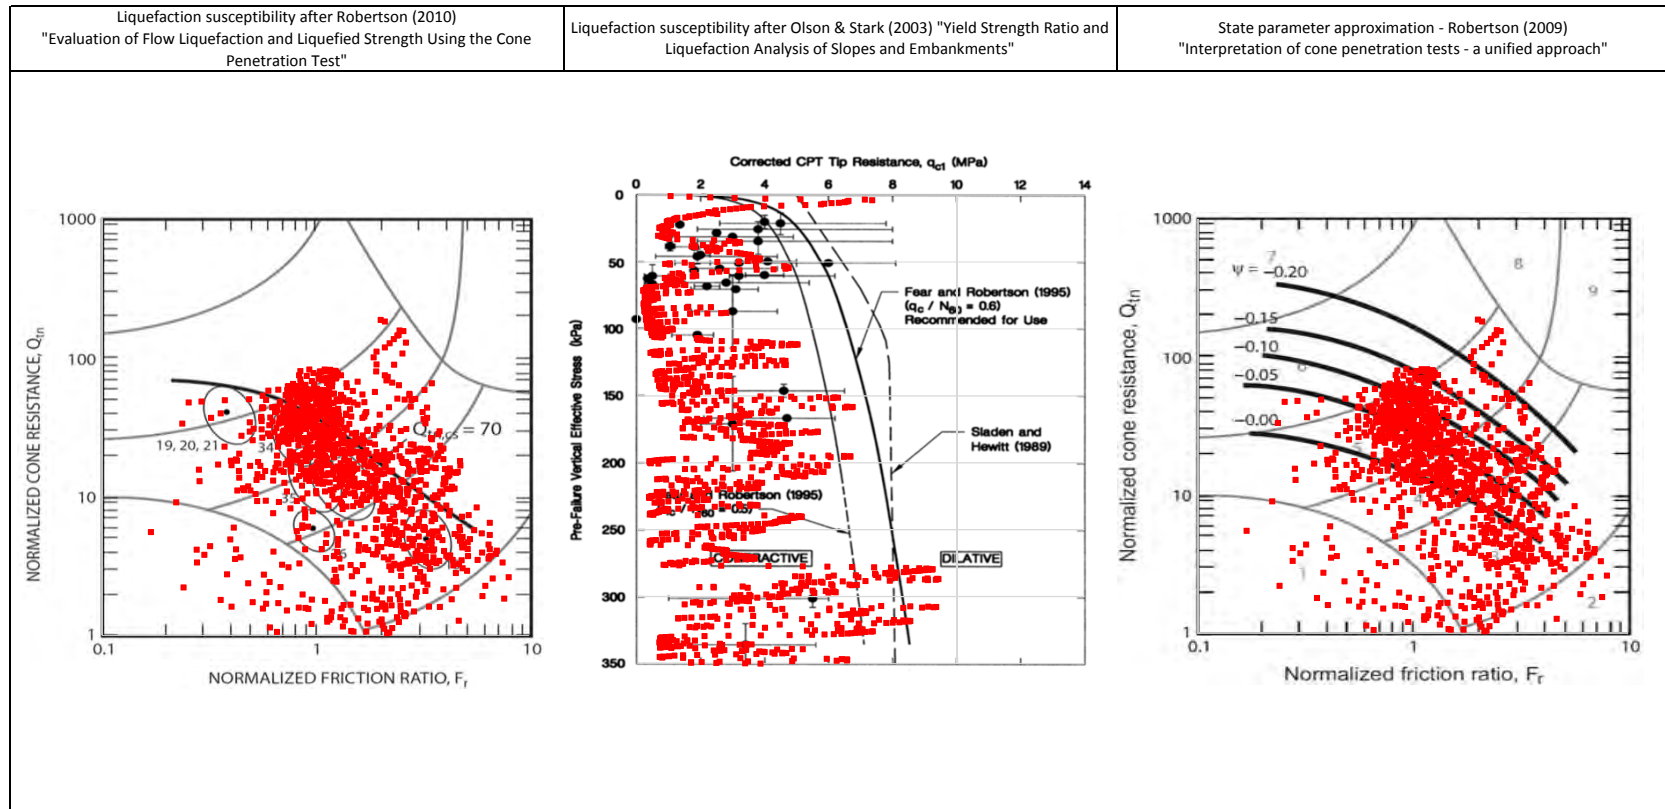 Liquefaction susceptibility after Robertson (2010)
"Evaluation of Flow Liquefaction and Liquefied Strength Using the Cone
Penetration Test"
Liquefaction susceptibility after Olson & Stark (2003) "Yield Strength Ratio and
Liquefaction Analysis of Slopes and Embankments"
State parameter approximation - Robertson (2009)
"Interpretation of cone penetration tests - a unified approach"
NORMALIZED CONE RESISTANCE, Qtn
1000
100
10
1
0.1
1
10
19, 20, 21
34
35
= 70
NORMALIZED FRICTION RATIO, Fr
Corrected CPT Tip Resistance, qc1 (MPa)
0 2 4 6 8 10 12 14
Pre-Failure Vertical Effective Stress (kPa)
0
50
100
150
200
250
300
350
Fear and Robertson (1995)
(qc / N60 = 0.6)
Recommended for Use
Sladen and
Hewitt (1989)
Robertson (1995)
DILATIVE
Normalized cone resistance, Qtn
1000
100
10
1
0.1
1
10
7
8
9
6
4
3
1
2
ψ = −0.20
−0.15
−0.10
−0.05
−0.00
Normalized friction ratio, Fr